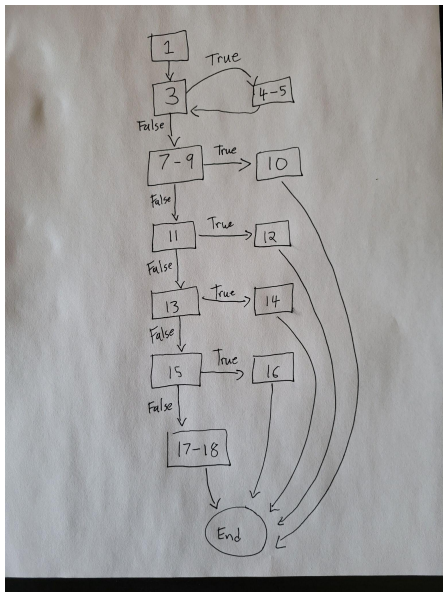 1
True
3
4-5
False
7-9
True
10
False
11
True
12
False
13
True
14
False
15
True
16
False
17-18
End